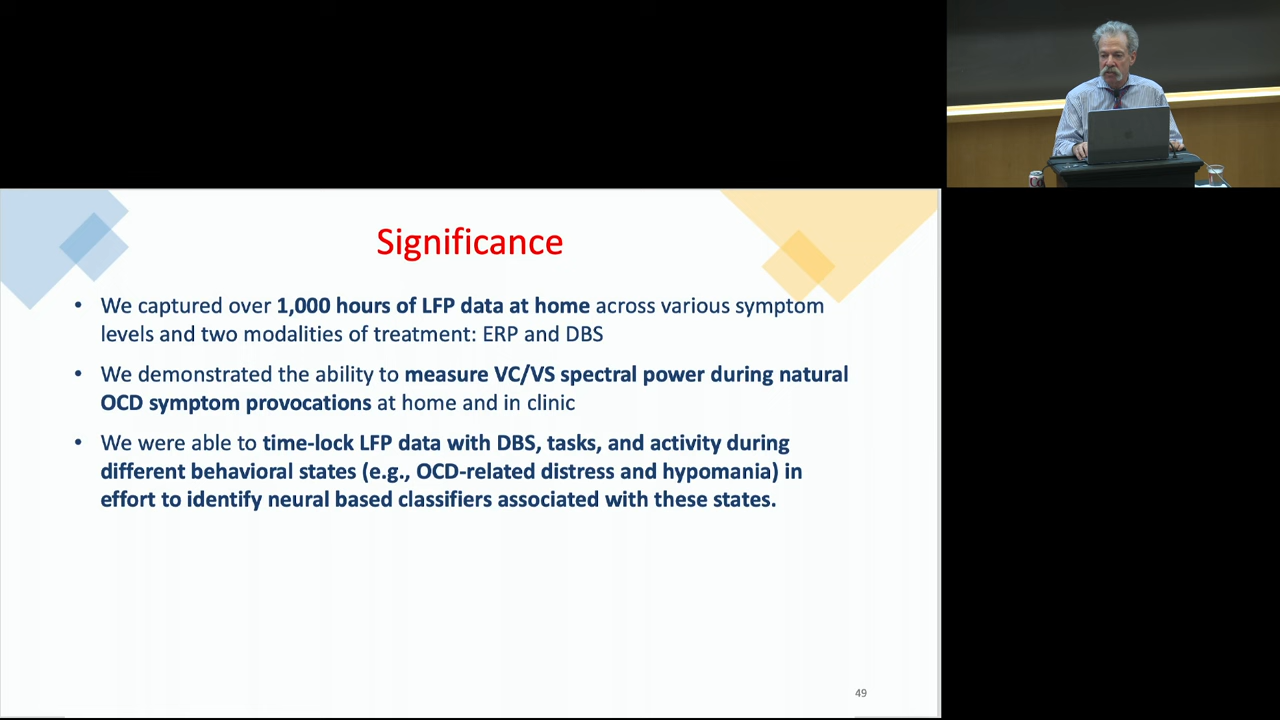 Significance
• We captured over 1,000 hours of LFP data at home across various symptom
levels and two modalities of treatment: ERP and DBS
• We demonstrated the ability to measure VC/VS spectral power during natural
OCD symptom provocations at home and in clinic
• We were able to time-lock LFP data with DBS, tasks, and activity during
different behavioral states (e.g., OCD-related distress and hypomania) in
effort to identify neural based classifiers associated with these states.
49